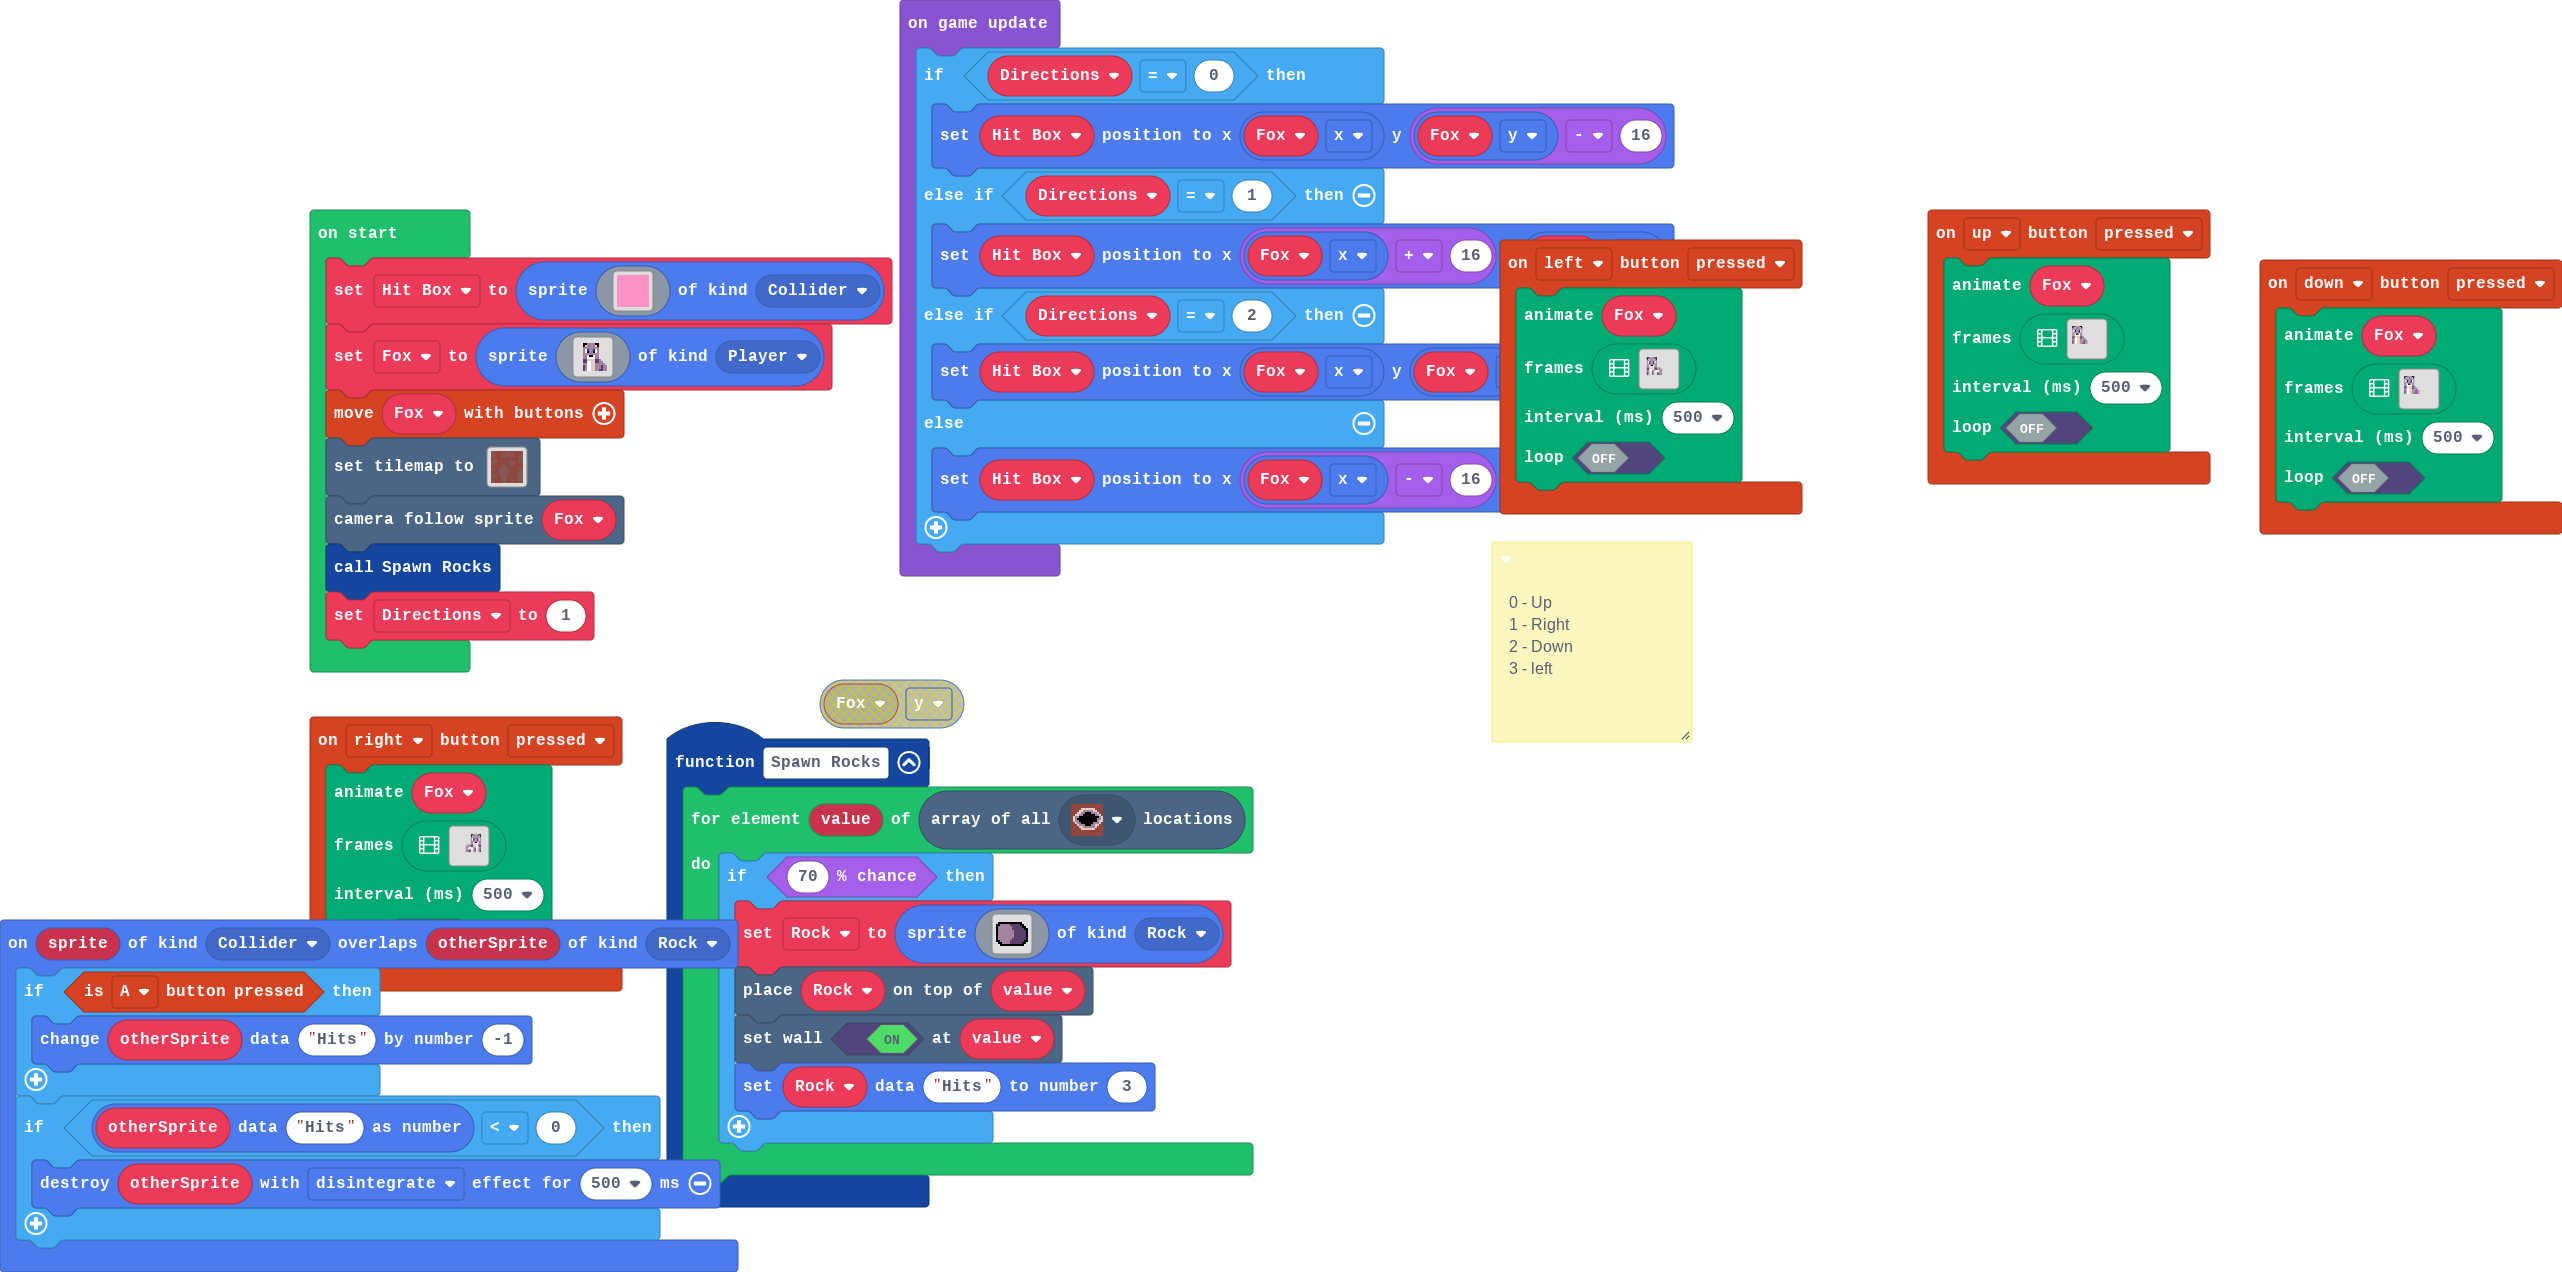 on start
set Hit Box to sprite of kind Collider
set Fox to sprite of kind Player
move Fox with buttons
set tilemap to
camera follow sprite Fox
call Spawn Rocks
set Directions to 1
on game update
if Directions = 0 then
set Hit Box position to x Fox x y Fox y - 16
else if Directions = 1 then
set Hit Box position to x Fox x + 16
else if Directions = 2 then
set Hit Box position to x Fox x y Fox
else
set Hit Box position to x Fox x - 16
on left button pressed
animate Fox
frames
interval (ms) 500
loop OFF
on up button pressed
animate Fox
frames
interval (ms) 500
loop OFF
on down button pressed
animate Fox
frames
interval (ms) 500
loop OFF
0 - Up
1 - Right
2 - Down
3 - left
Fox y
on right button pressed
animate Fox
frames
interval (ms) 500
function Spawn Rocks
for element value of array of all locations
do
if 70 % chance then
set Rock to sprite of kind Rock
place Rock on top of value
set wall ON at value
set Rock data "Hits" to number 3
on sprite of kind Collider overlaps otherSprite of kind Rock
if is A button pressed then
change otherSprite data "Hits" by number -1
if otherSprite data "Hits" as number < 0 then
destroy otherSprite with disintegrate effect for 500 ms